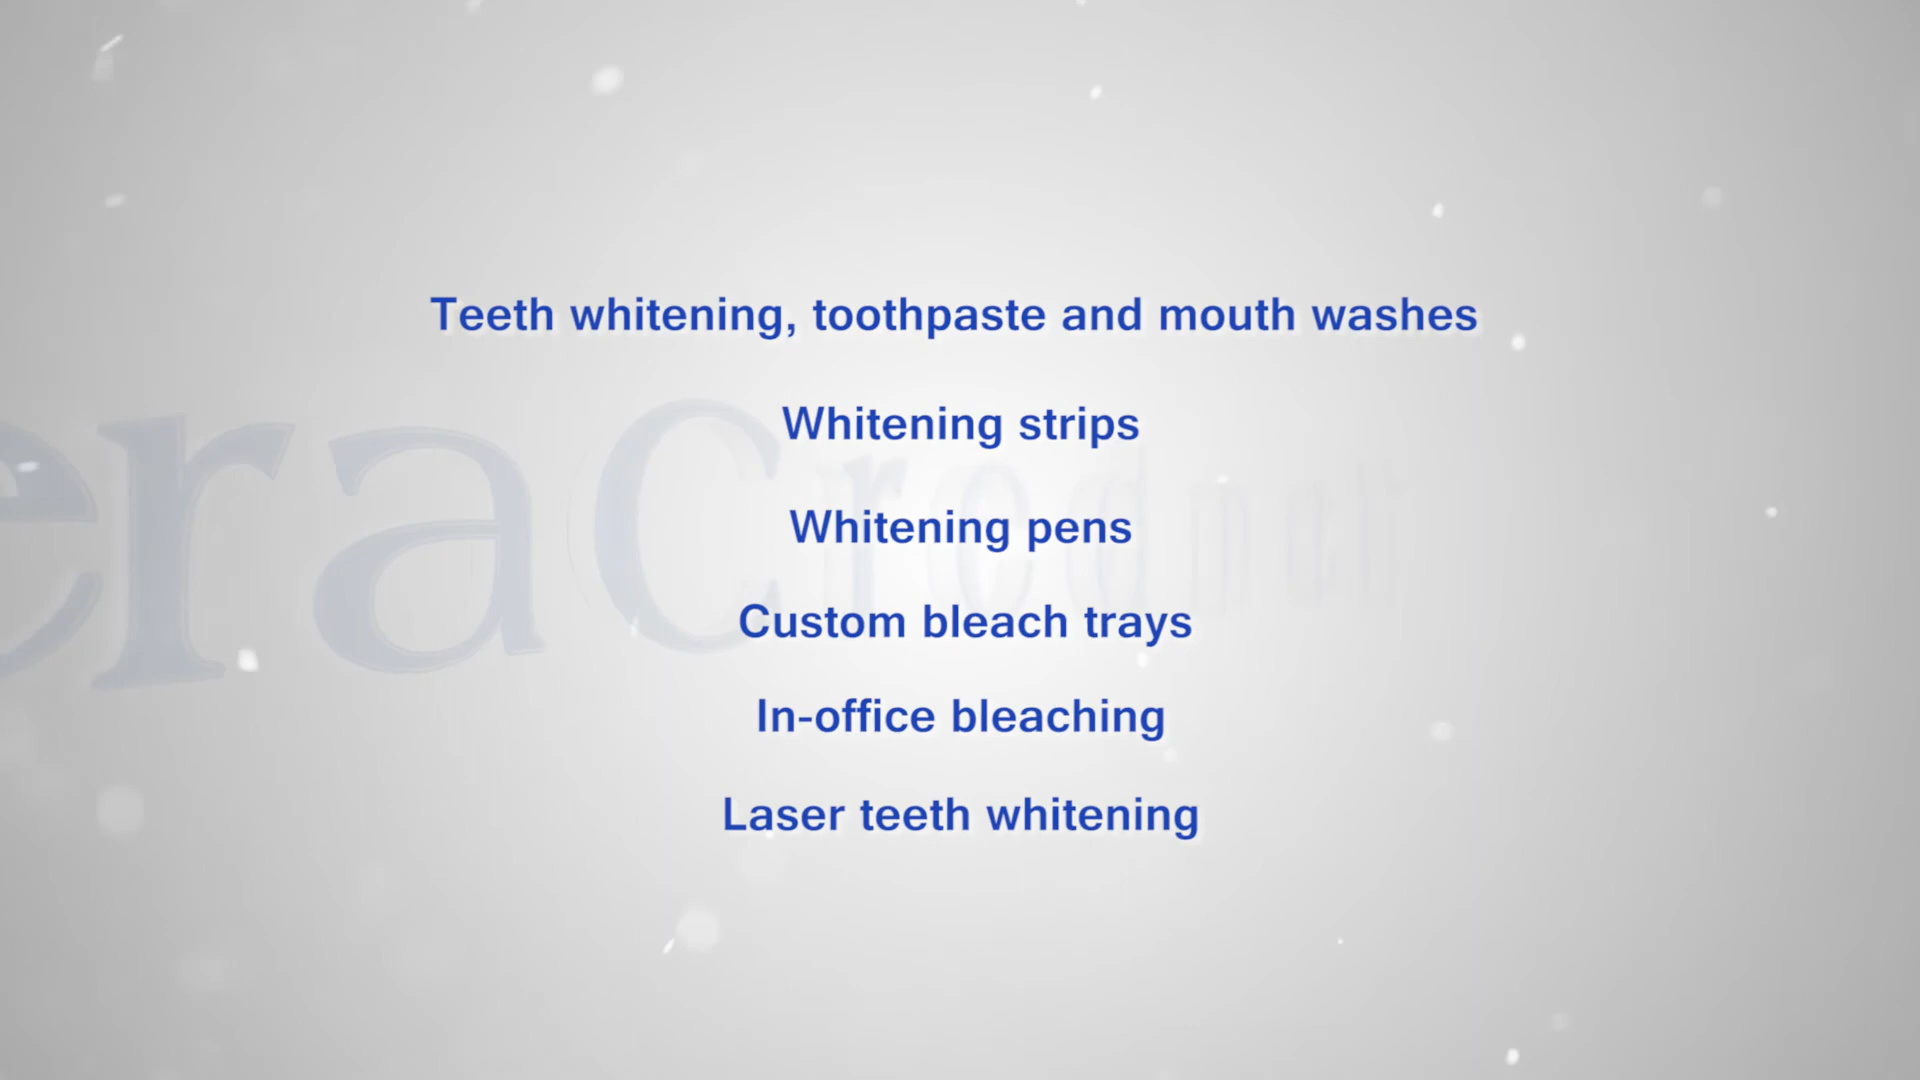 Teeth whitening, toothpaste and mouth washes
Whitening strips
Whitening pens
Custom bleach trays
In-office bleaching
Laser teeth whitening